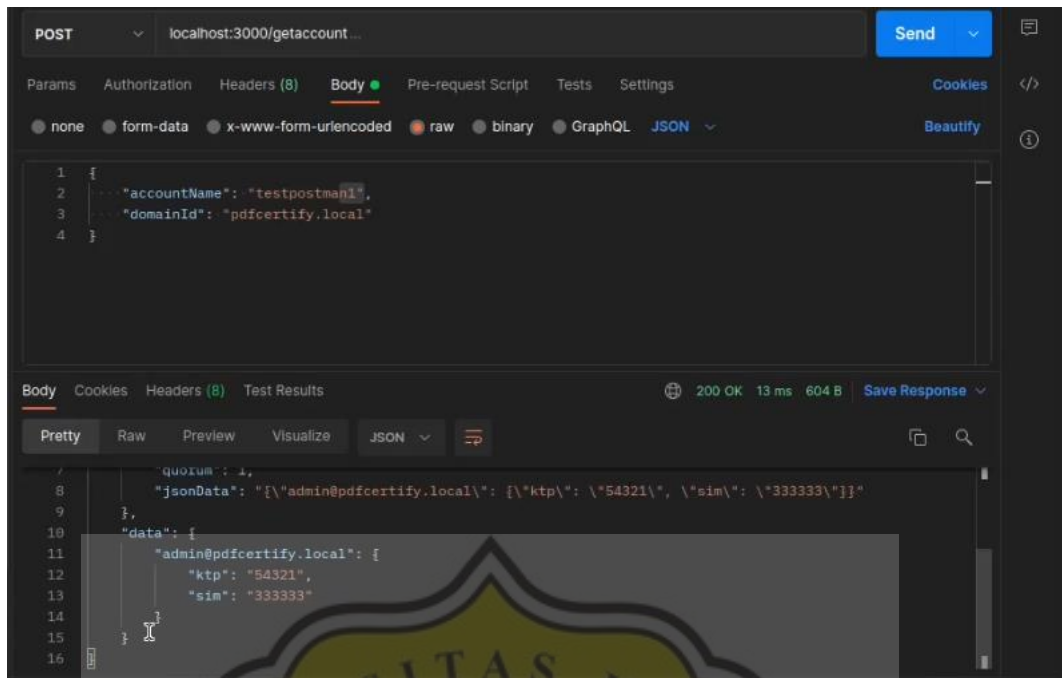 POST localhost:3000/getaccount... Send
Params Authorization Headers (8) Body Pre-request Script Tests Settings Cookies
none form-data x-www-form-urlencoded raw binary GraphQL JSON Beautify
1 {
2 "accountName": "testpostman1",
3 "domainId": "pdfcertify.local"
4 }
Body Cookies Headers (8) Test Results 200 OK 13 ms 604 B Save Response
Pretty Raw Preview Visualize JSON
7 "quorum": 1,
8 "jsonData": "{\"admin@pdfcertify.local\": {\"ktp\": \"54321\", \"sim\": \"333333\"}}"
9 },
10 "data": {
11 "admin@pdfcertify.local": {
12 "ktp": "54321",
13 "sim": "333333"
14 }
15 }
16 }
ITAS